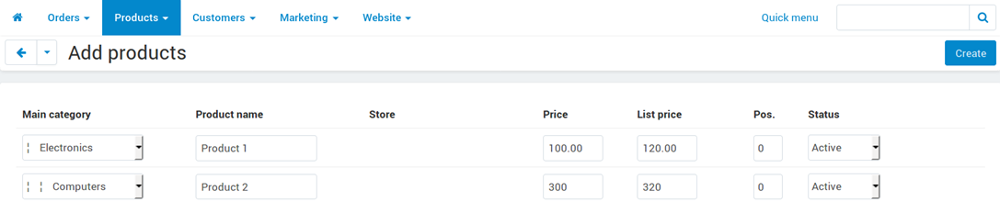 Orders Products Customers Marketing Website Quick menu
Add products Create
Main category Product name Store Price List price Pos. Status
Electronics Product 1 100.00 120.00 0 Active
Computers Product 2 300 320 0 Active